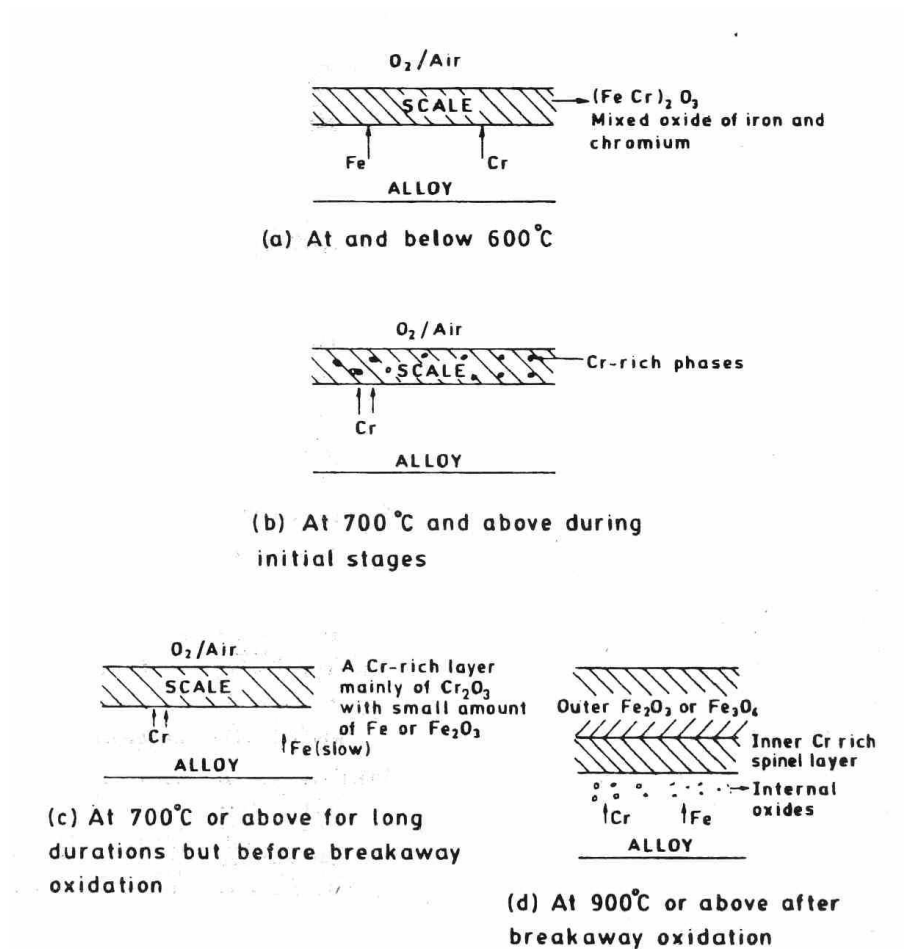 O₂/Air
SCALE
(Fe Cr)₂ O₃
Mixed oxide of iron and
chromium
Fe
Cr
ALLOY
(a) At and below 600°C
O₂/Air
SCALE
Cr-rich phases
Cr
ALLOY
(b) At 700°C and above during
initial stages
O₂/Air
SCALE
A Cr-rich layer
mainly of Cr₂O₃
with small amount
of Fe or Fe₂O₃
Cr
Fe(slow)
ALLOY
(c) At 700°C or above for long
durations but before breakaway
oxidation
Outer Fe₂O₃ or Fe₃O₄
Inner Cr rich
spinel layer
Internal
oxides
Cr
Fe
ALLOY
(d) At 900°C or above after
breakaway oxidation